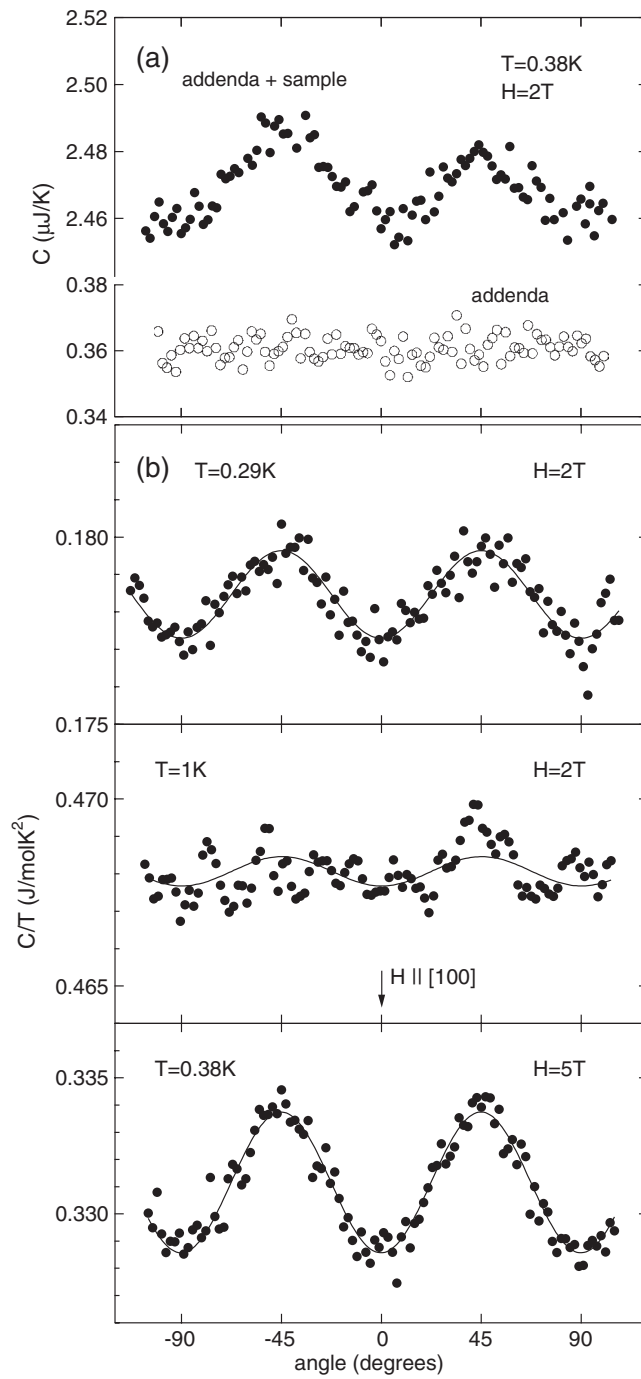 2.52
(a)
T=0.38K
2.50
addenda + sample
H=2T
2.48
2.46
C (μJ/K)
0.38
addenda
0.36
0.34
(b)
T=0.29K
H=2T
0.180
0.175
T=1K
H=2T
0.470
C/T (J/molK²)
H || [100]
0.465
T=0.38K
H=5T
0.335
0.330
-90 -45 0 45 90
angle (degrees)